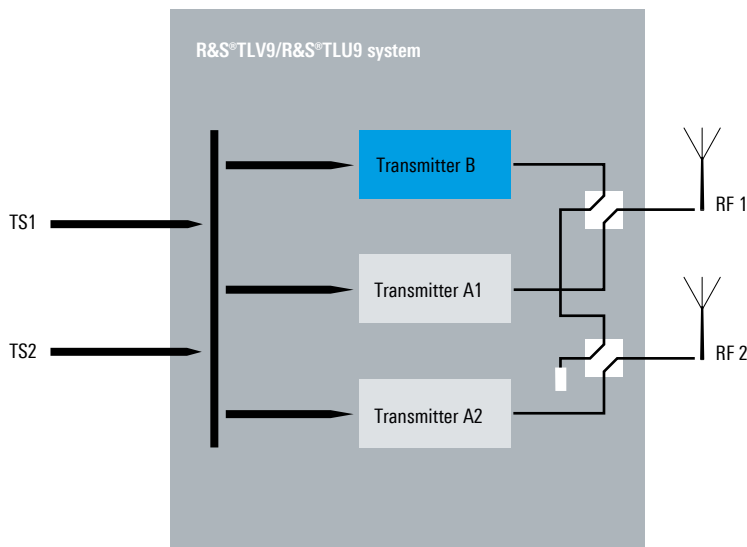 R&S®TLV9/R&S®TLU9 system
Transmitter B
TS1
RF 1
Transmitter A1
TS2
RF 2
Transmitter A2